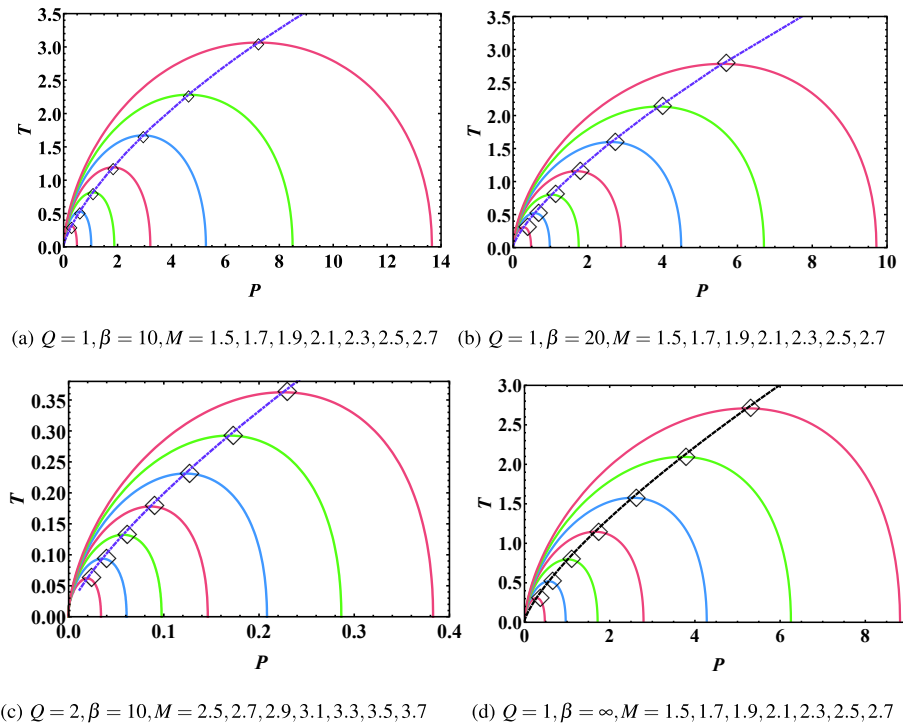 3.5
3.0
2.5
2.0
1.5
1.0
0.5
0.0
T
0 2 4 6 8 10 12 14
P
3.5
3.0
2.5
2.0
1.5
1.0
0.5
0.0
T
0 2 4 6 8 10
P
(a) Q = 1, β = 10, M = 1.5, 1.7, 1.9, 2.1, 2.3, 2.5, 2.7
(b) Q = 1, β = 20, M = 1.5, 1.7, 1.9, 2.1, 2.3, 2.5, 2.7
0.35
0.30
0.25
0.20
0.15
0.10
0.05
0.00
T
0.0 0.1 0.2 0.3 0.4
P
3.0
2.5
2.0
1.5
1.0
0.5
0.0
T
0 2 4 6 8
P
(c) Q = 2, β = 10, M = 2.5, 2.7, 2.9, 3.1, 3.3, 3.5, 3.7
(d) Q = 1, β = ∞, M = 1.5, 1.7, 1.9, 2.1, 2.3, 2.5, 2.7